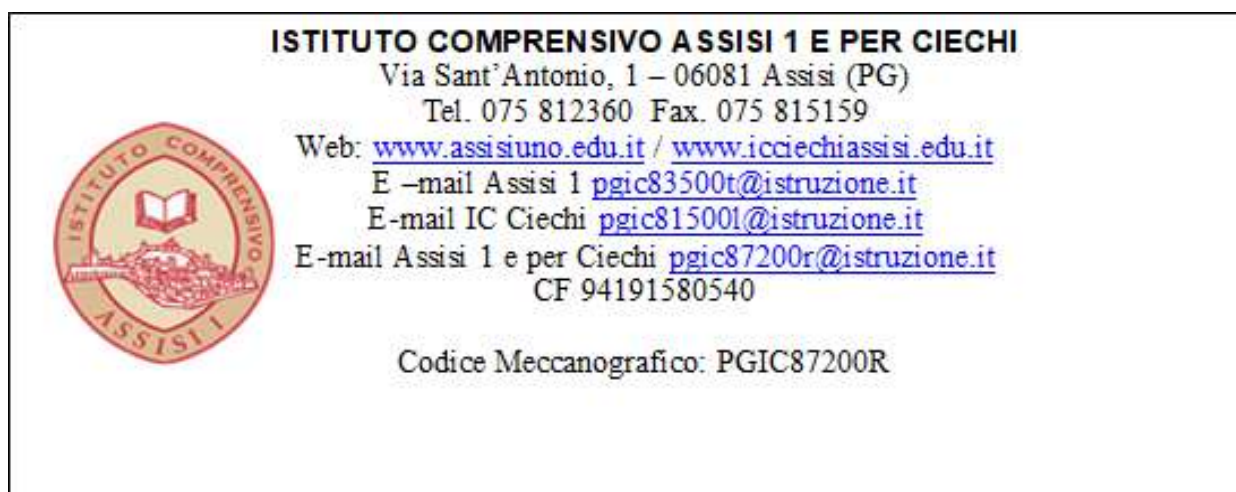 ISTITUTO COMPRENSIVO ASSISI 1 E PER CIECHI
Via Sant’Antonio, 1 – 06081 Assisi (PG)
Tel. 075 812360 Fax. 075 815159
Web: www.assisiuno.edu.it / www.icciechiassisi.edu.it
E –mail Assisi 1 pgic83500t@istruzione.it
E-mail IC Ciechi pgic81500l@istruzione.it
E-mail Assisi 1 e per Ciechi pgic87200r@istruzione.it
CF 94191580540
Codice Meccanografico: PGIC87200R
ISTITUTO COMPRENSIVO
ASSISI I